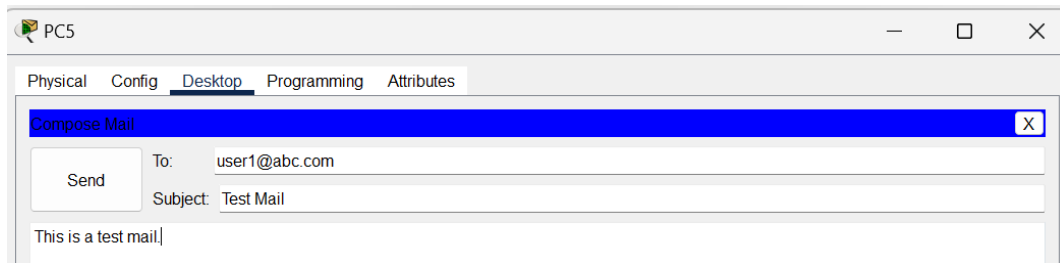 PC5
Physical Config Desktop Programming Attributes
Compose Mail
X
Send
To: user1@abc.com
Subject: Test Mail
This is a test mail.